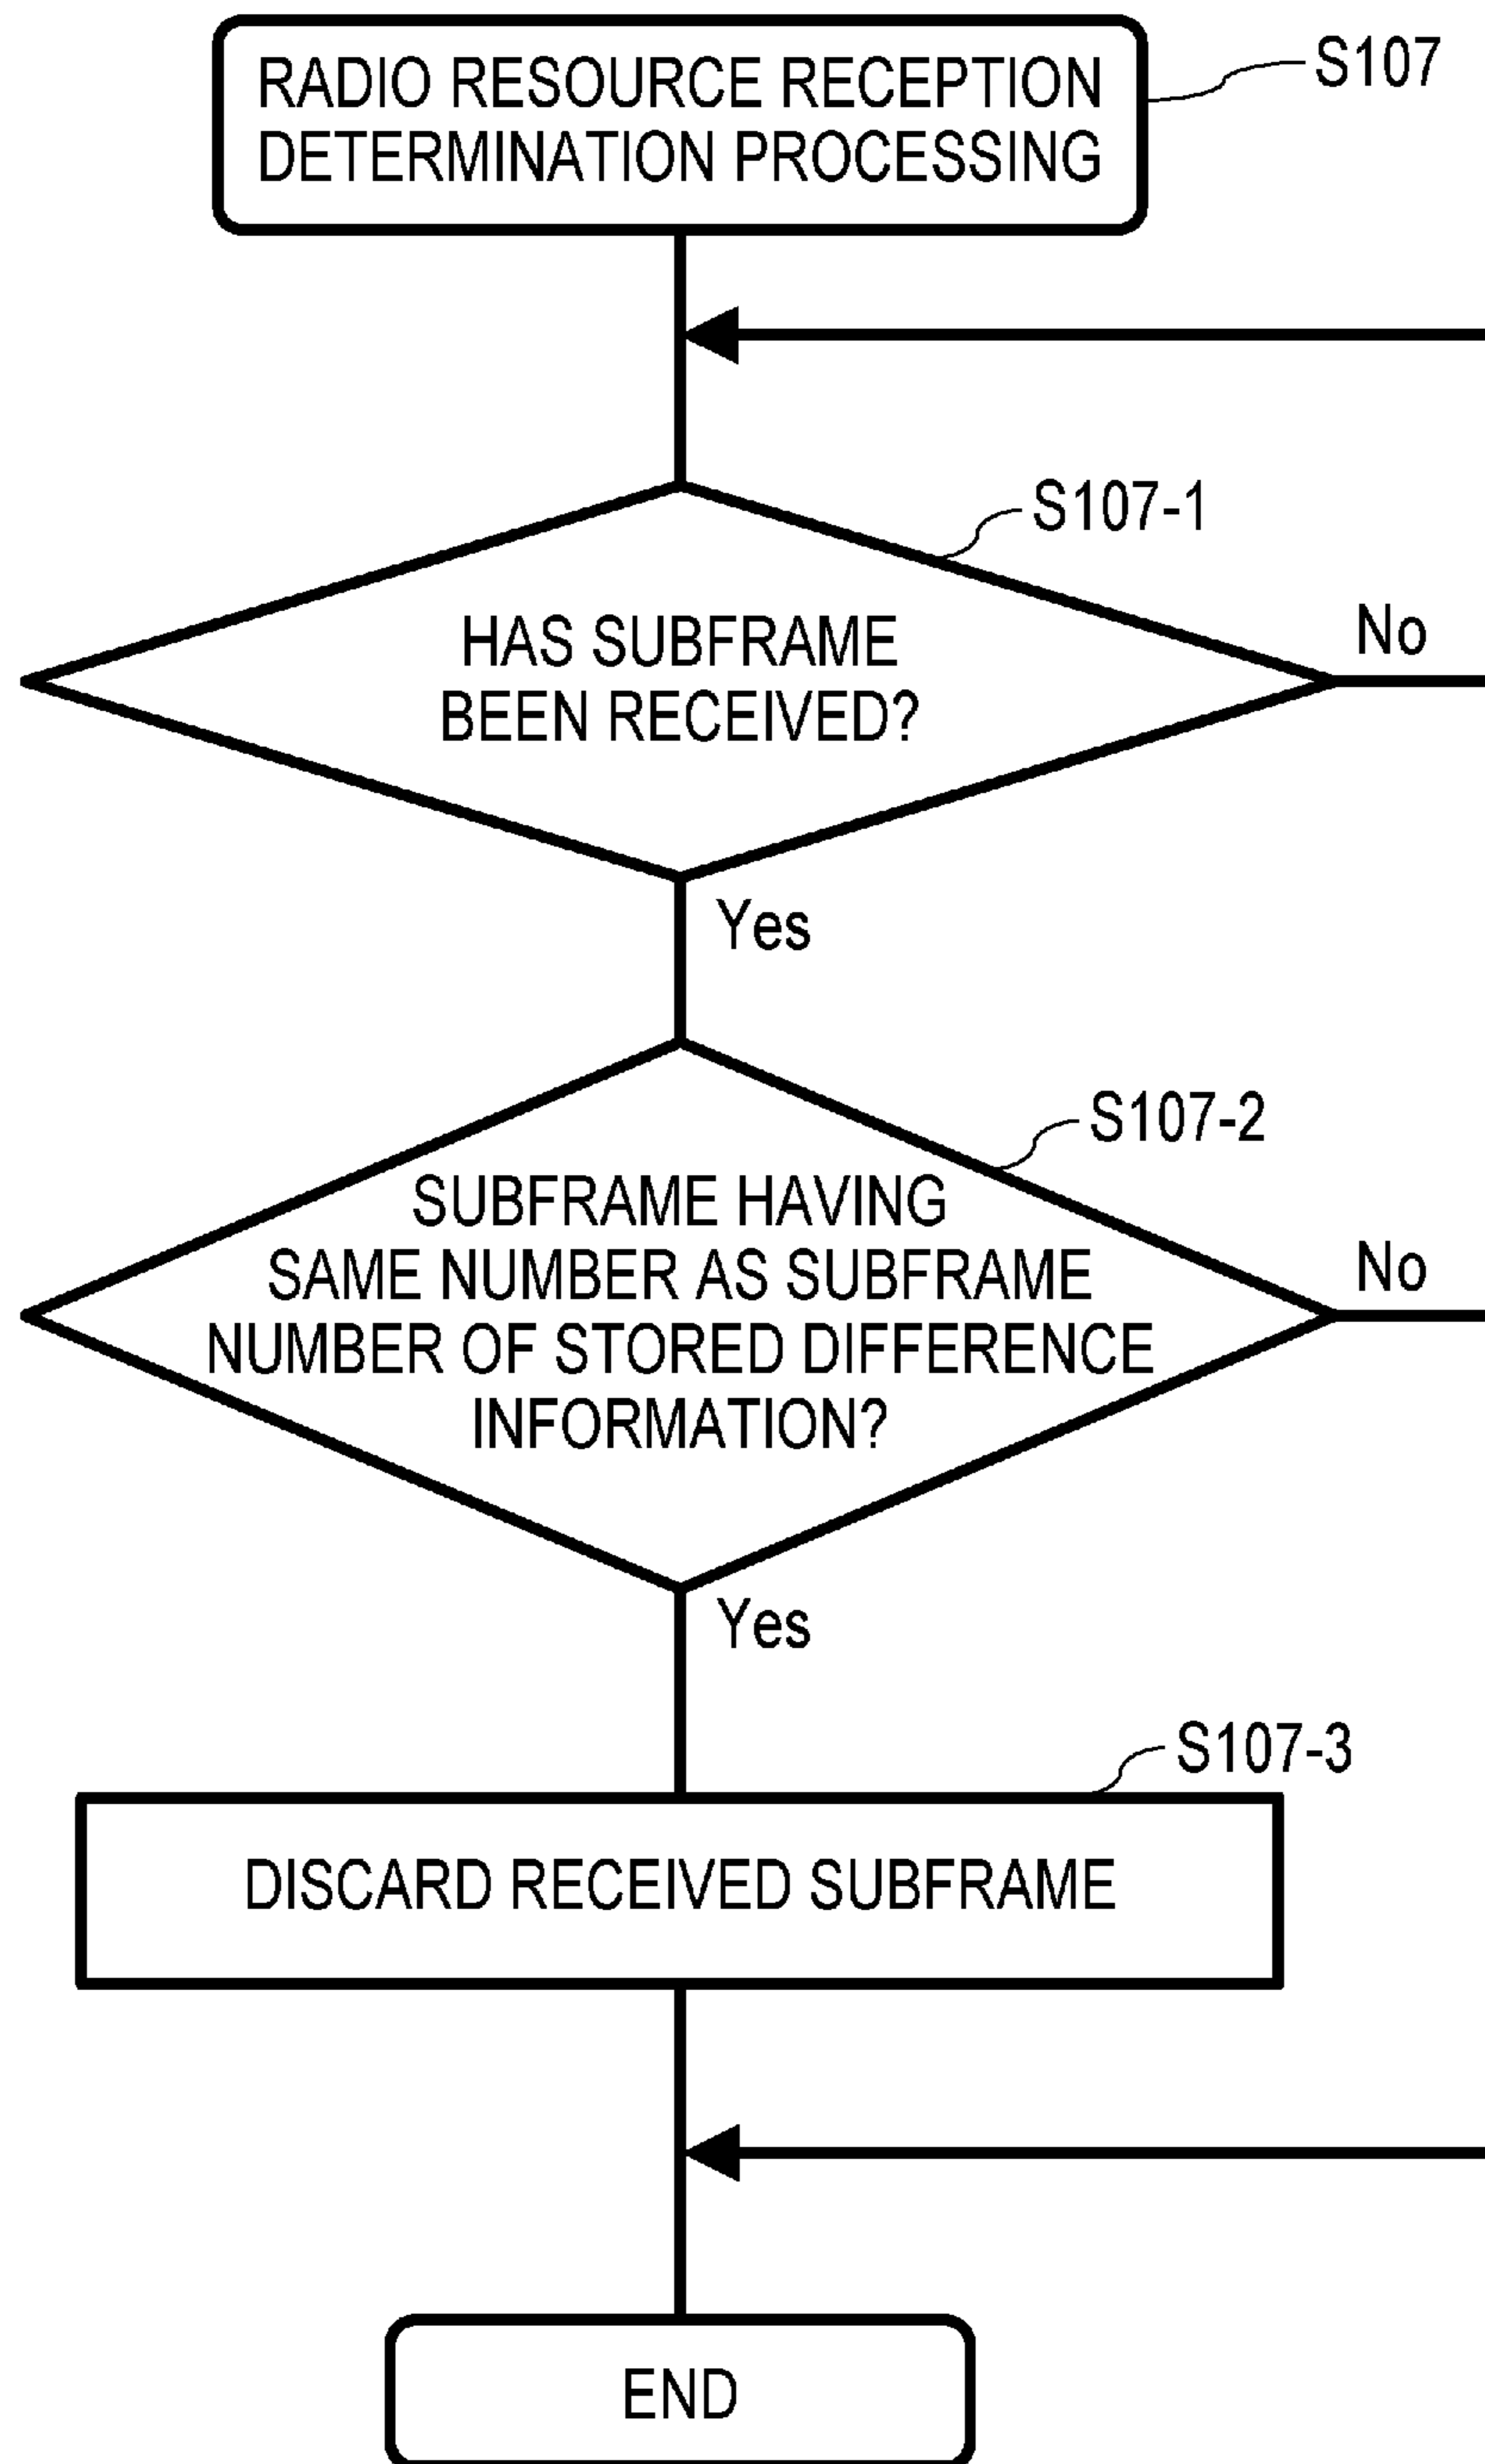 RADIO RESOURCE RECEPTION
DETERMINATION PROCESSING
S107
S107-1
HAS SUBFRAME
BEEN RECEIVED?
No
Yes
S107-2
SUBFRAME HAVING
SAME NUMBER AS SUBFRAME
NUMBER OF STORED DIFFERENCE
INFORMATION?
No
Yes
S107-3
DISCARD RECEIVED SUBFRAME
END